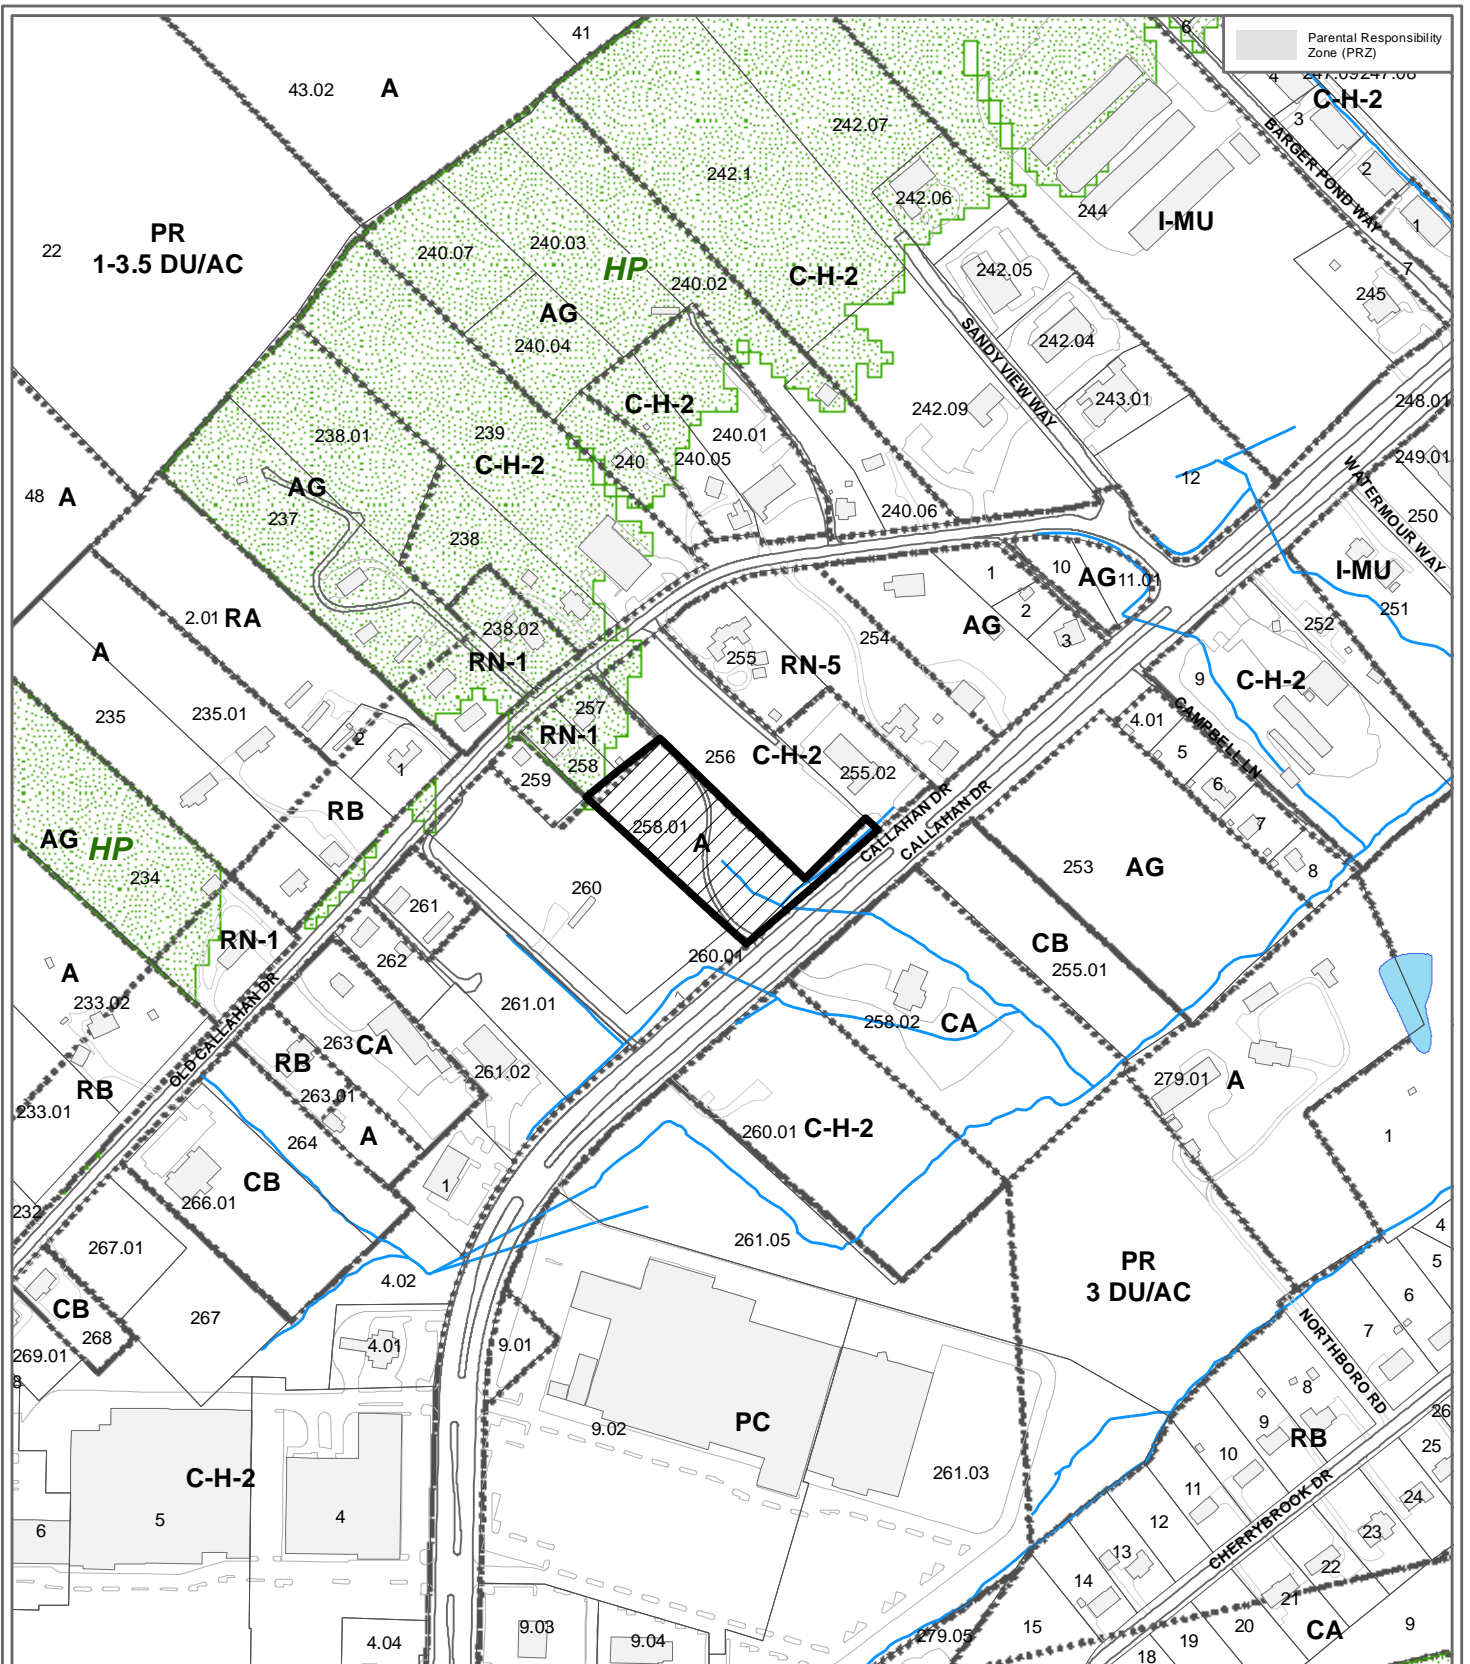 Parental Responsibility
Zone (PRZ)
41
6
43.02
A
4
247.09
247.08
C-H-2
3
BARGER POND WAY
242.07
242.1
242.06
244
I-MU
2
1
22
PR
1-3.5 DU/AC
240.07
240.03
HP
240.02
C-H-2
242.05
7
245
AG
240.04
SANDY VIEW WAY
242.04
238.01
239
C-H-2
C-H-2
240.01
242.09
243.01
248.01
240
240.05
249.01
WATERMOUR WAY
48
A
AG
237
12
240.06
250
238
1
10
AG
11.01
I-MU
251
2.01
RA
238.02
2
254
AG
3
252
A
RN-1
255
RN-5
9
C-H-2
235
235.01
2
257
RN-1
258
256
C-H-2
4.01
CAMPBELL LN
5
1
259
255.02
6
RB
258.01
A
CALLAHAN DR
CALLAHAN DR
7
AG
HP
234
253
AG
8
260
261
RN-1
262
260.01
CB
255.01
A
233.02
OLD CALLAHAN DR
261.01
258.02
CA
263
CA
RB
261.02
279.01
A
RB
233.01
263.01
264
A
260.01
C-H-2
1
CB
266.01
1
232
267.01
261.05
4
PR
3 DU/AC
5
4.02
6
CB
268
267
NORTHBORO RD
7
269.01
8
4.01
9.01
8
9.02
PC
9
RB
26
10
25
C-H-2
261.03
11
24
6
5
4
12
CHERRYBROOK DR
23
13
22
14
21
9.03
9.04
4.04
279.05
15
20
CA
9
19
18